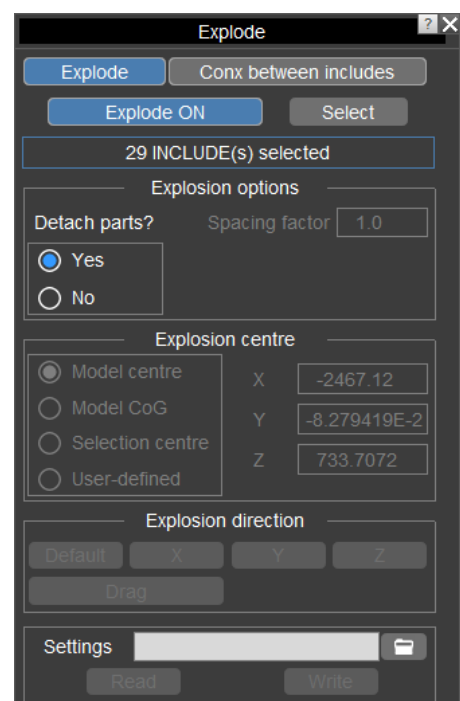 Explode ?
Explode Conx between includes
Explode ON Select
29 INCLUDE(s) selected
Explosion options
Detach parts? Spacing factor 1.0
Yes
No
Explosion centre
Model centre X -2467.12
Model CoG Y -8.279419E-2
Selection centre Z 733.7072
User-defined
Explosion direction
Default X Y Z
Drag
Settings
Read Write